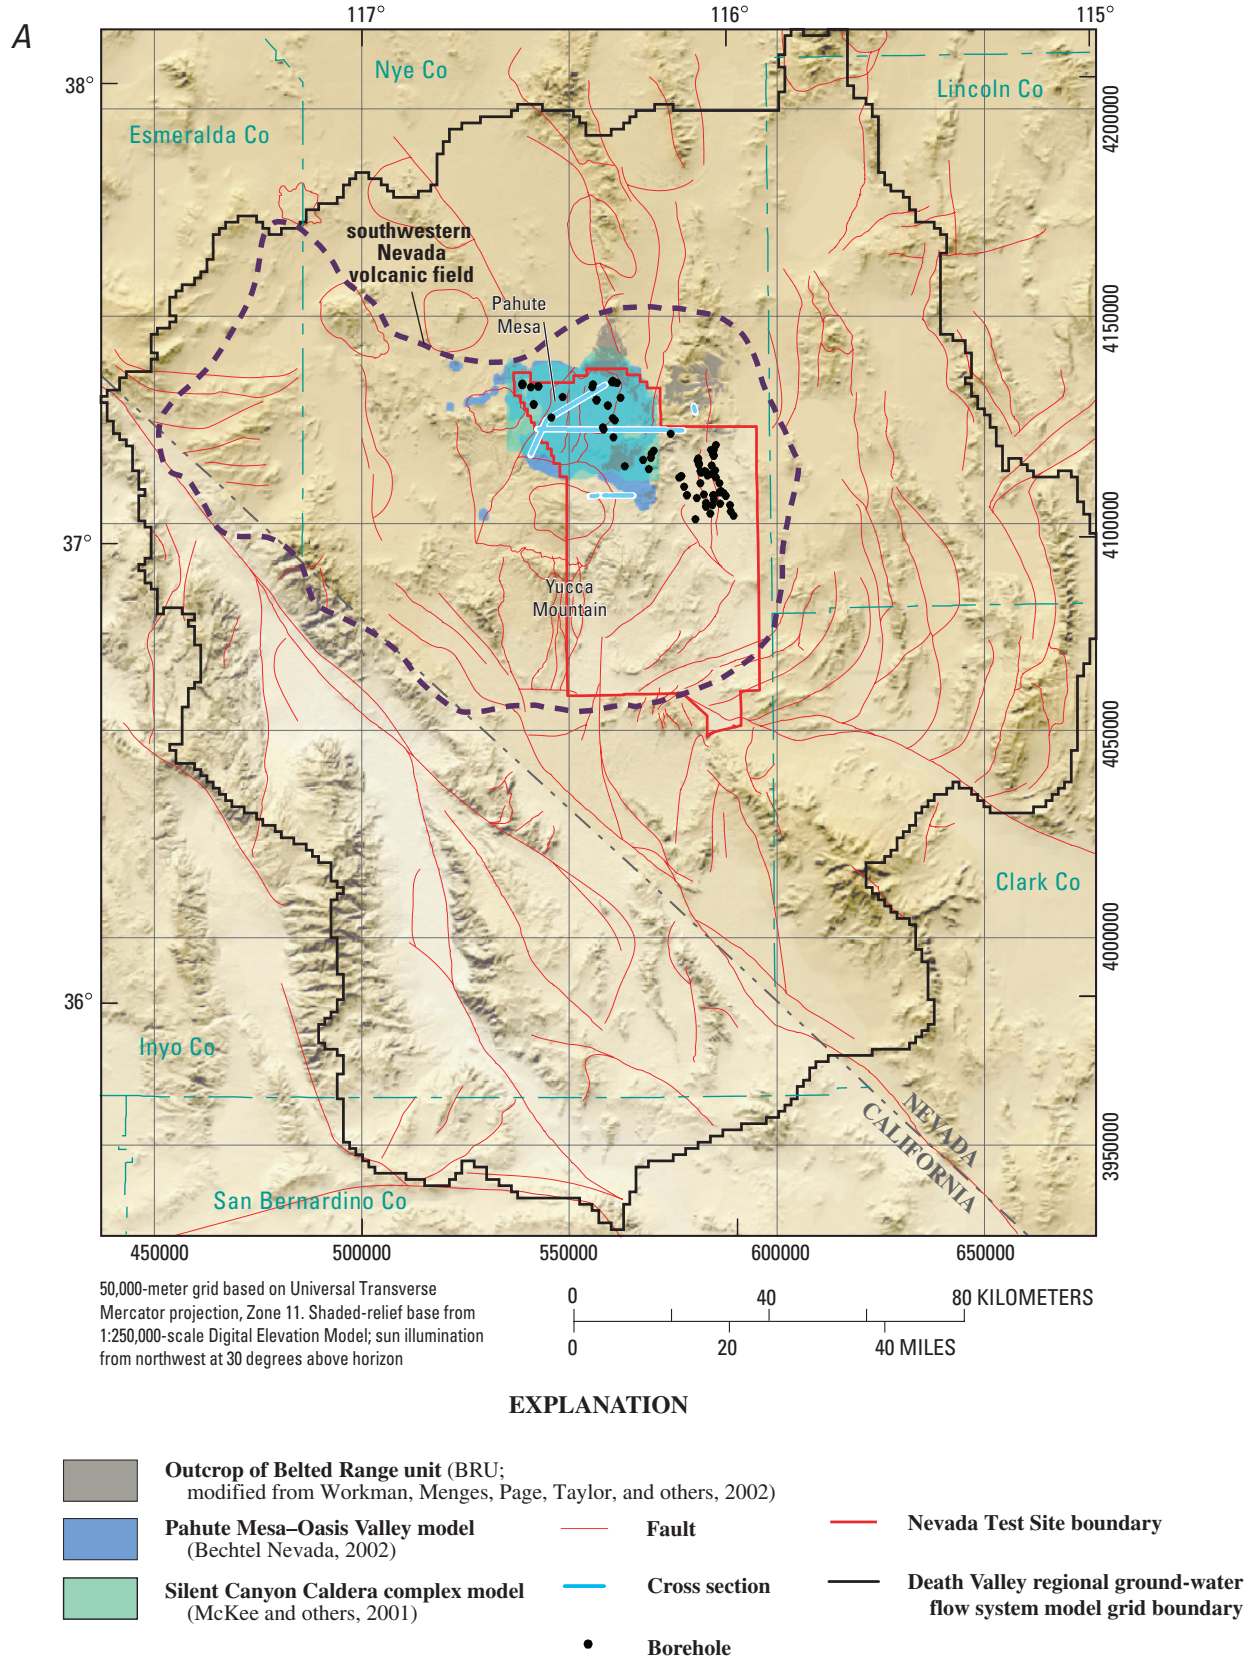 A
117°
116°
115°
38°
37°
36°
Nye Co
Lincoln Co
Esmeralda Co
southwestern
Nevada
volcanic field
Pahute
Mesa
Yucca
Mountain
Clark Co
Inyo Co
San Bernardino Co
NEVADA
CALIFORNIA
4200000
4150000
4100000
4050000
4000000
3950000
450000
500000
550000
600000
650000
50,000-meter grid based on Universal Transverse
Mercator projection, Zone 11. Shaded-relief base from
1:250,000-scale Digital Elevation Model; sun illumination
from northwest at 30 degrees above horizon
0 40 80 KILOMETERS
0 20 40 MILES
EXPLANATION
Outcrop of Belted Range unit (BRU;
modified from Workman, Menges, Page, Taylor, and others, 2002)
Pahute Mesa–Oasis Valley model
(Bechtel Nevada, 2002)
Silent Canyon Caldera complex model
(McKee and others, 2001)
Fault
Cross section
Borehole
Nevada Test Site boundary
Death Valley regional ground-water
flow system model grid boundary